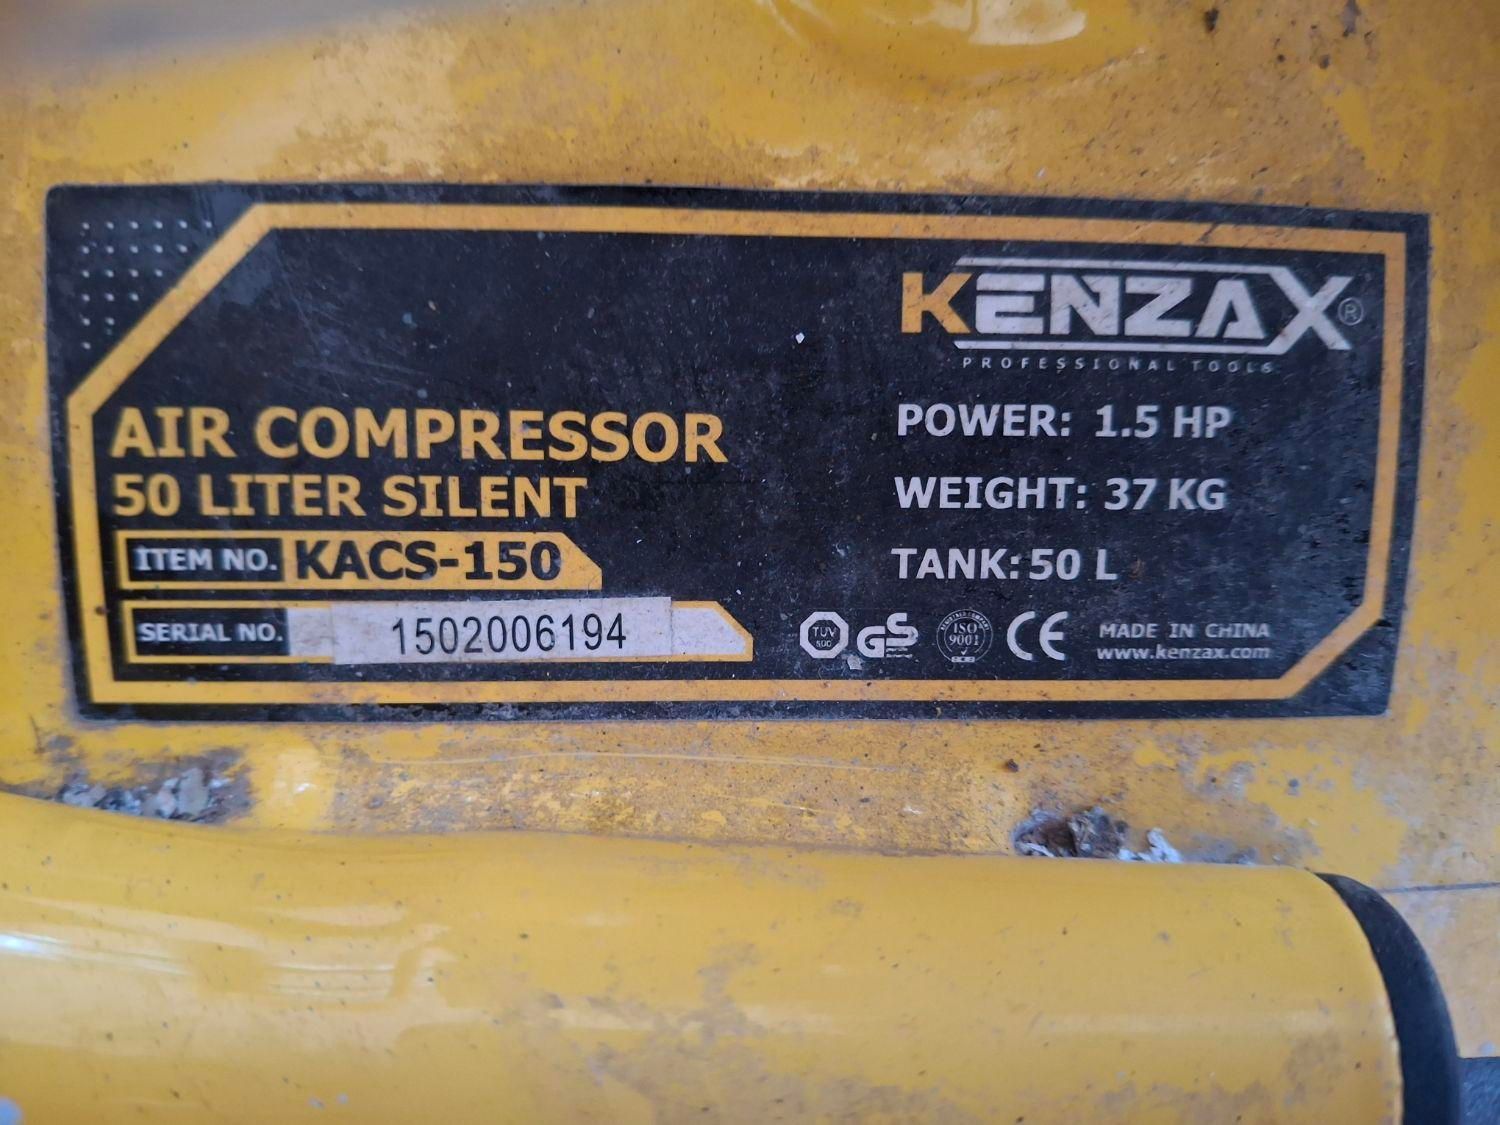 KENZAX®
PROFESSIONAL TOOLS
AIR COMPRESSOR
50 LITER SILENT
ITEM NO. KACS-150
SERIAL NO. 1502006194
POWER: 1.5 HP
WEIGHT: 37 KG
TANK: 50 L
TUV
GS
ISO
9001
CE
MADE IN CHINA
www.kenzax.com